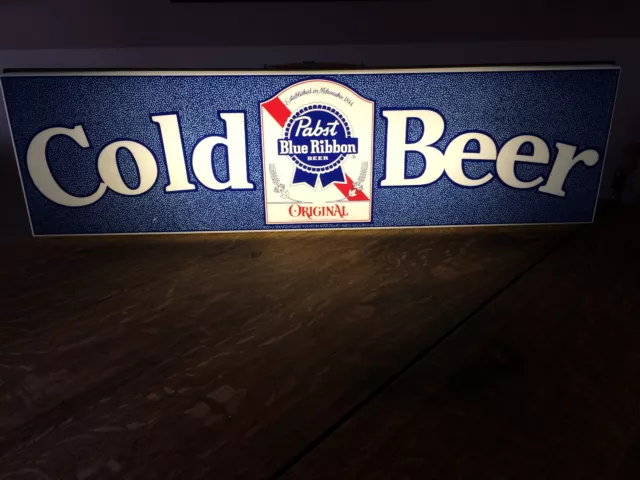 Cold Beer
Established in Milwaukee 1844
Pabst
Blue Ribbon
BEER
ORIGINAL